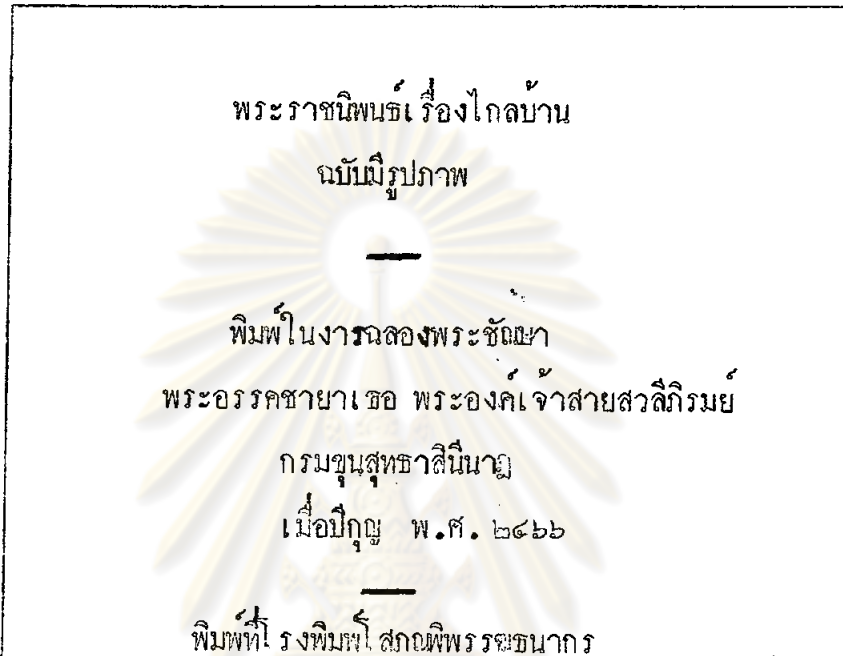 พระราชนิพนธ์เรื่องไกลบ้าน
ฉบับมีรูปภาพ
พิมพ์ในงารฉลองพระชัณษา
พระอรรคชายาเธอ พระองค์เจ้าสายสวลีภิรมย์
กรมขุนสุทธาสินีนาฏ
เมื่อปีกุญ พ.ศ. ๒๔๖๖
พิมพ์ที่โรงพิมพ์โสภณพิพรรฒธนากร